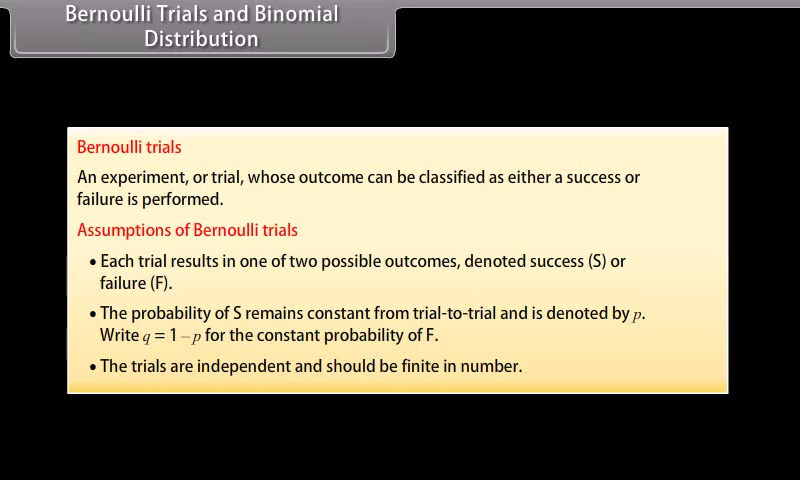 Bernoulli Trials and Binomial
Distribution
Bernoulli trials
An experiment, or trial, whose outcome can be classified as either a success or
failure is performed.
Assumptions of Bernoulli trials
• Each trial results in one of two possible outcomes, denoted success (S) or
failure (F).
• The probability of S remains constant from trial-to-trial and is denoted by p.
Write q = 1 – p for the constant probability of F.
• The trials are independent and should be finite in number.